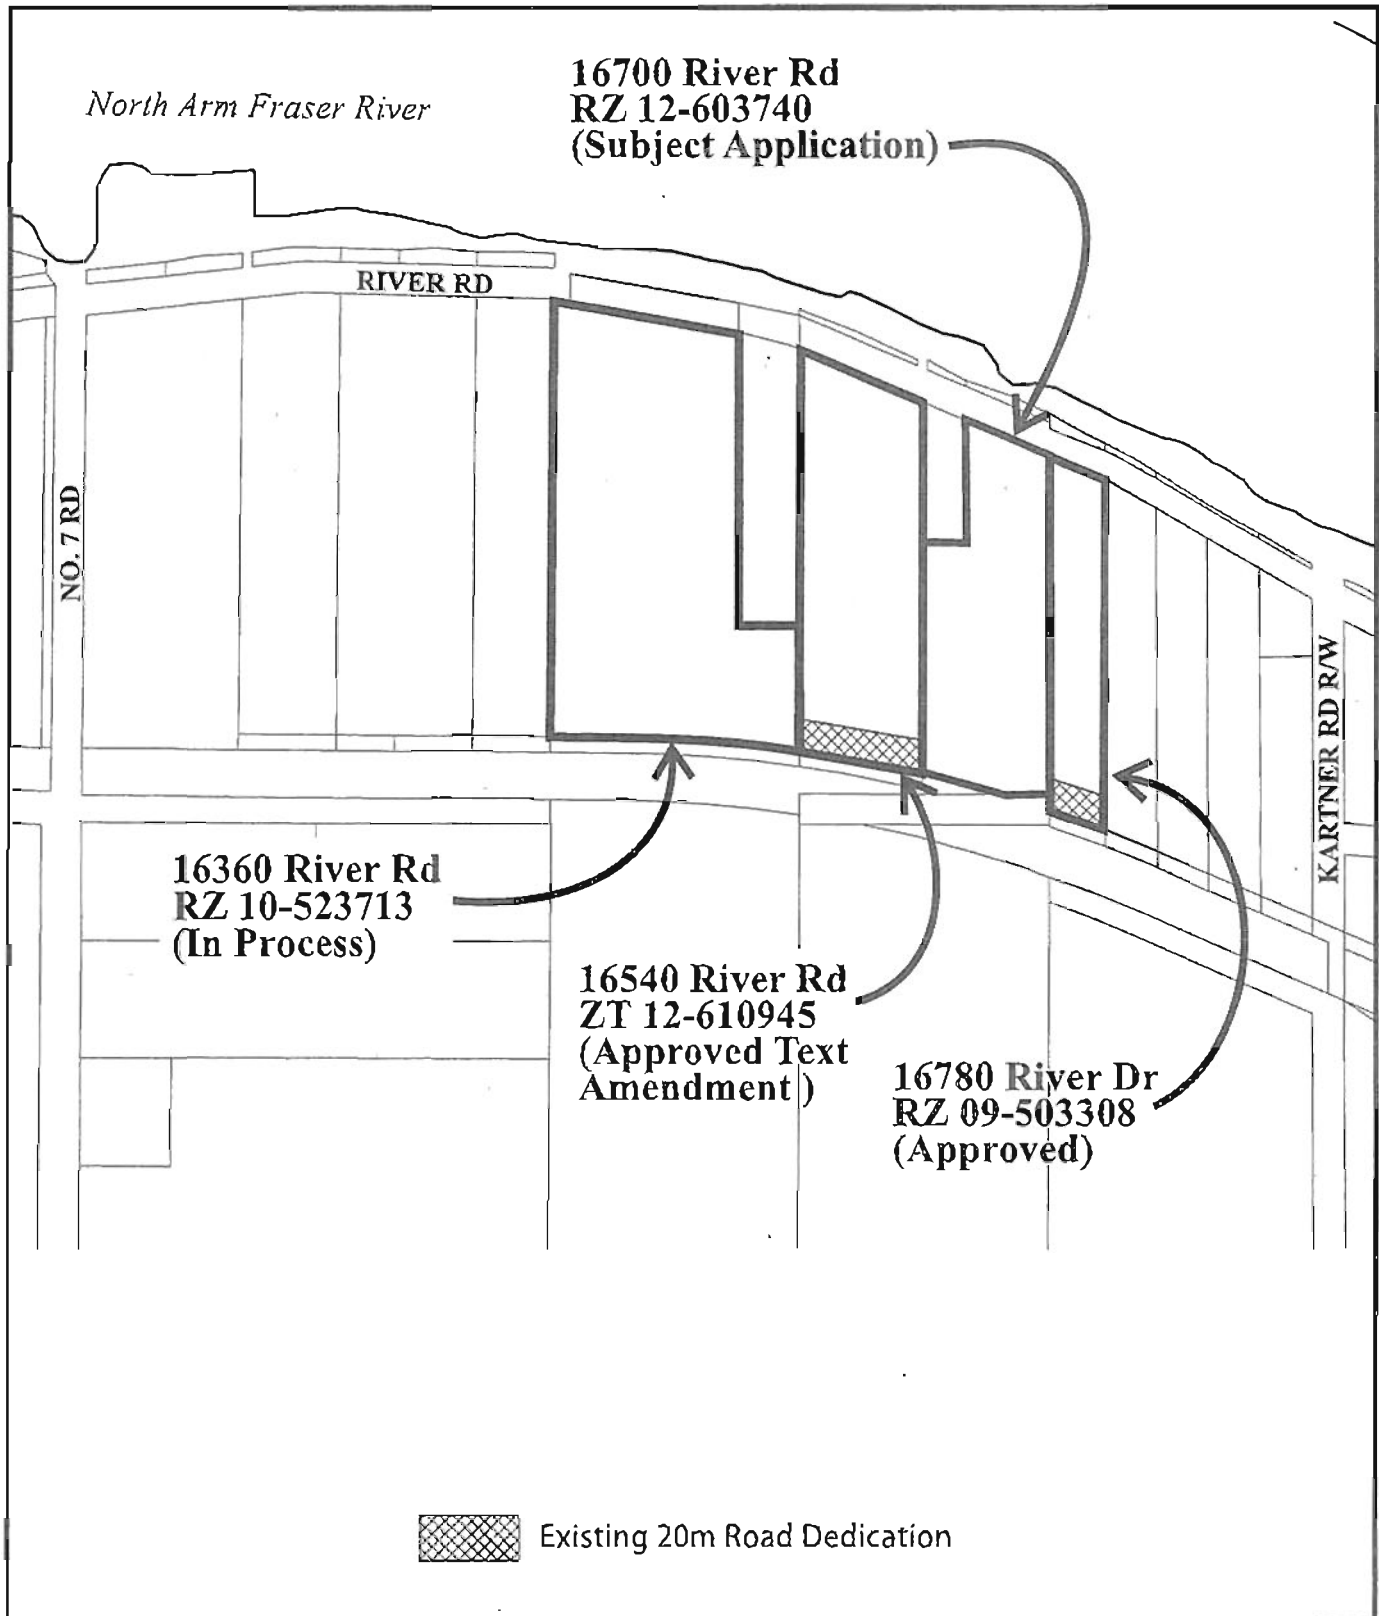 16700 River Rd
RZ 12-603740
(Subject Application)
North Arm Fraser River
RIVER RD
NO. 7 RD
KARTNER RD R/W
16360 River Rd
RZ 10-523713
(In Process)
16540 River Rd
ZT 12-610945
(Approved Text
Amendment )
16780 River Dr
RZ 09-503308
(Approved)
Existing 20m Road Dedication